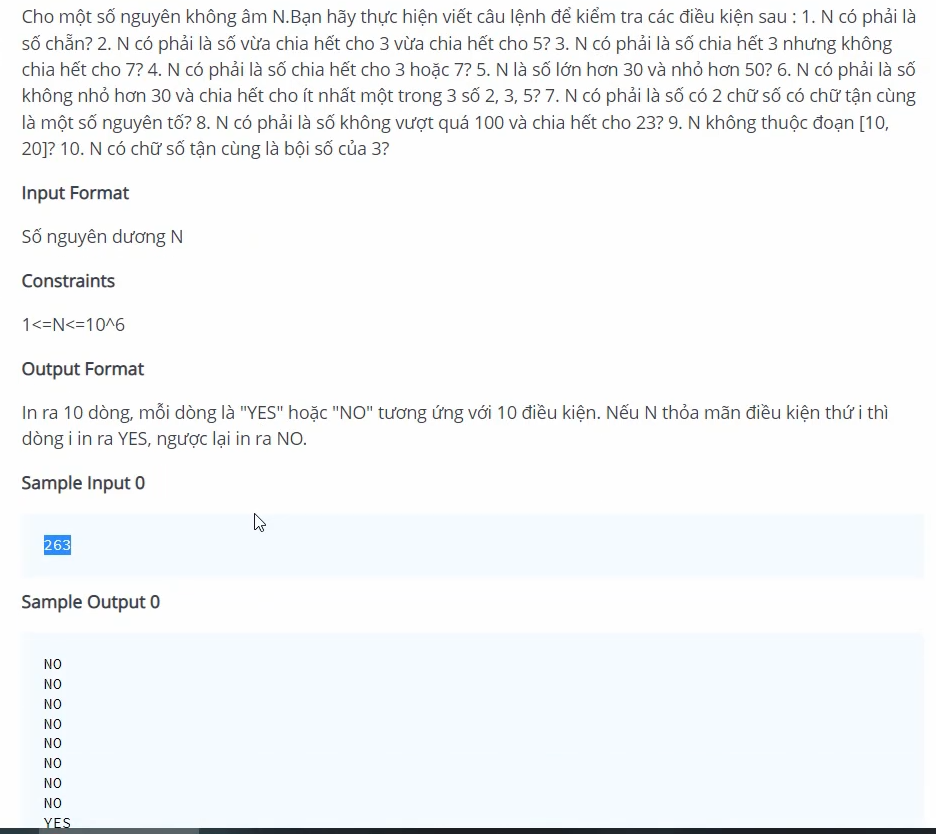 Cho một số nguyên không âm N.Bạn hãy thực hiện viết câu lệnh để kiểm tra các điều kiện sau : 1. N có phải là
số chẵn? 2. N có phải là số vừa chia hết cho 3 vừa chia hết cho 5? 3. N có phải là số chia hết 3 nhưng không
chia hết cho 7? 4. N có phải là số chia hết cho 3 hoặc 7? 5. N là số lớn hơn 30 và nhỏ hơn 50? 6. N có phải là số
không nhỏ hơn 30 và chia hết cho ít nhất một trong 3 số 2, 3, 5? 7. N có phải là số có 2 chữ số có chữ tận cùng
là một số nguyên tố? 8. N có phải là số không vượt quá 100 và chia hết cho 23? 9. N không thuộc đoạn [10,
20]? 10. N có chữ số tận cùng là bội số của 3?
Input Format
Số nguyên dương N
Constraints
1<=N<=10^6
Output Format
In ra 10 dòng, mỗi dòng là "YES" hoặc "NO" tương ứng với 10 điều kiện. Nếu N thỏa mãn điều kiện thứ i thì
dòng i in ra YES, ngược lại in ra NO.
Sample Input 0
263
Sample Output 0
NO
NO
NO
NO
NO
NO
NO
NO
YES